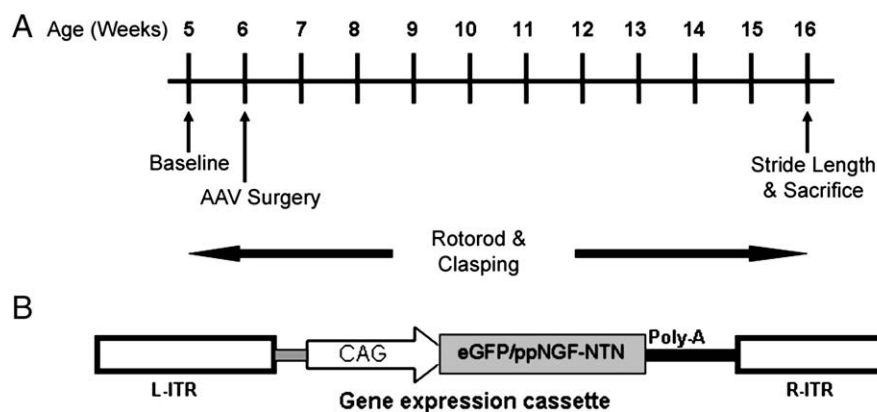 A
Age (Weeks) 5 6 7 8 9 10 11 12 13 14 15 16
Baseline
AAV Surgery
Stride Length
& Sacrifice
Rotorod &
Clasping
B
CAG
eGFP/ppNGF-NTN
Poly-A
L-ITR
R-ITR
Gene expression cassette